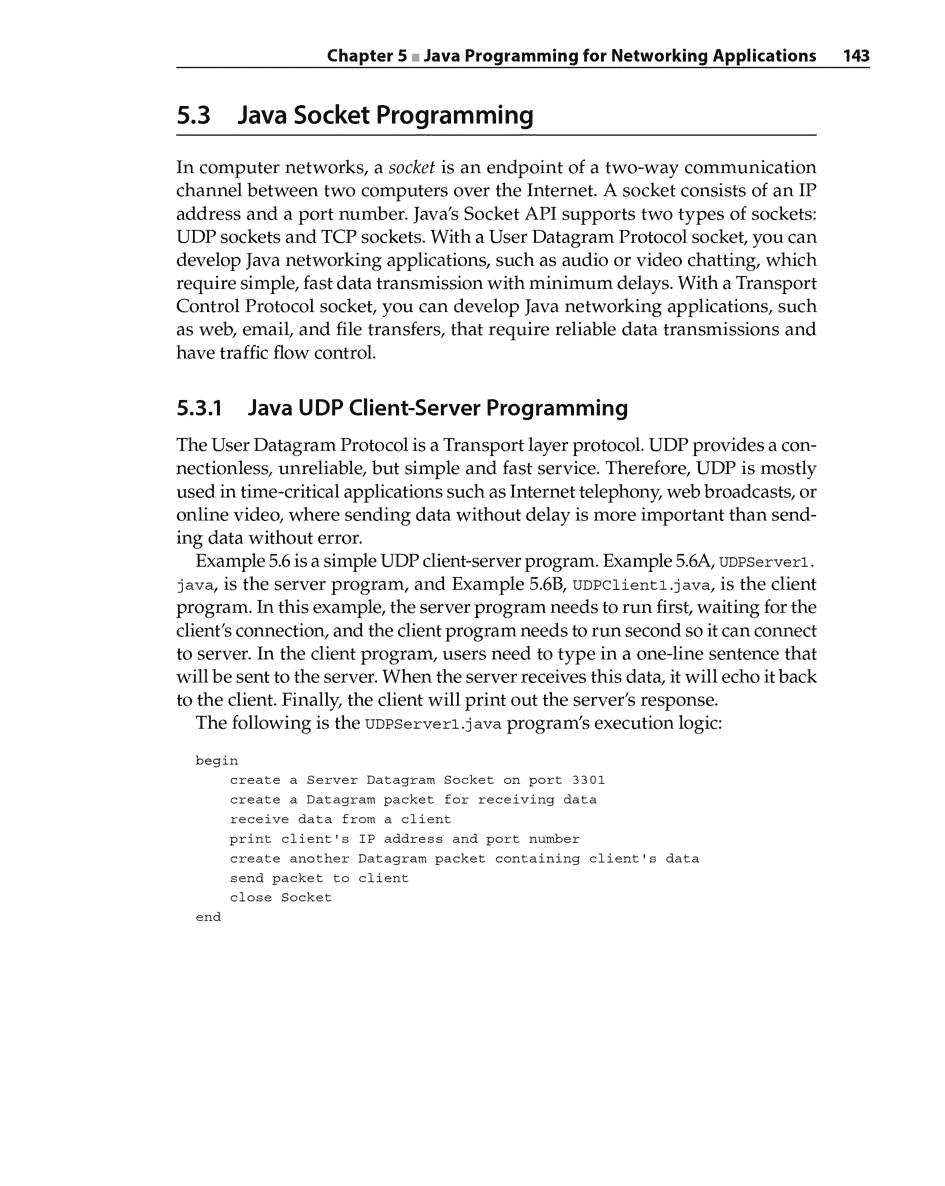 Chapter 5 ■ Java Programming for Networking Applications 143
5.3 Java Socket Programming
In computer networks, a socket is an endpoint of a two-way communication
channel between two computers over the Internet. A socket consists of an IP
address and a port number. Java's Socket API supports two types of sockets:
UDP sockets and TCP sockets. With a User Datagram Protocol socket, you can
develop Java networking applications, such as audio or video chatting, which
require simple, fast data transmission with minimum delays. With a Transport
Control Protocol socket, you can develop Java networking applications, such
as web, email, and file transfers, that require reliable data transmissions and
have traffic flow control.
5.3.1 Java UDP Client-Server Programming
The User Datagram Protocol is a Transport layer protocol. UDP provides a con-
nectionless, unreliable, but simple and fast service. Therefore, UDP is mostly
used in time-critical applications such as Internet telephony, web broadcasts, or
online video, where sending data without delay is more important than send-
ing data without error.
Example 5.6 is a simple UDP client-server program. Example 5.6A, UDPServer1.
java, is the server program, and Example 5.6B, UDPClient1.java, is the client
program. In this example, the server program needs to run first, waiting for the
client's connection, and the client program needs to run second so it can connect
to server. In the client program, users need to type in a one-line sentence that
will be sent to the server. When the server receives this data, it will echo it back
to the client. Finally, the client will print out the server's response.
The following is the UDPServer1.java program's execution logic:
begin
create a Server Datagram Socket on port 3301
create a Datagram packet for receiving data
receive data from a client
print client's IP address and port number
create another Datagram packet containing client's data
send packet to client
close Socket
end